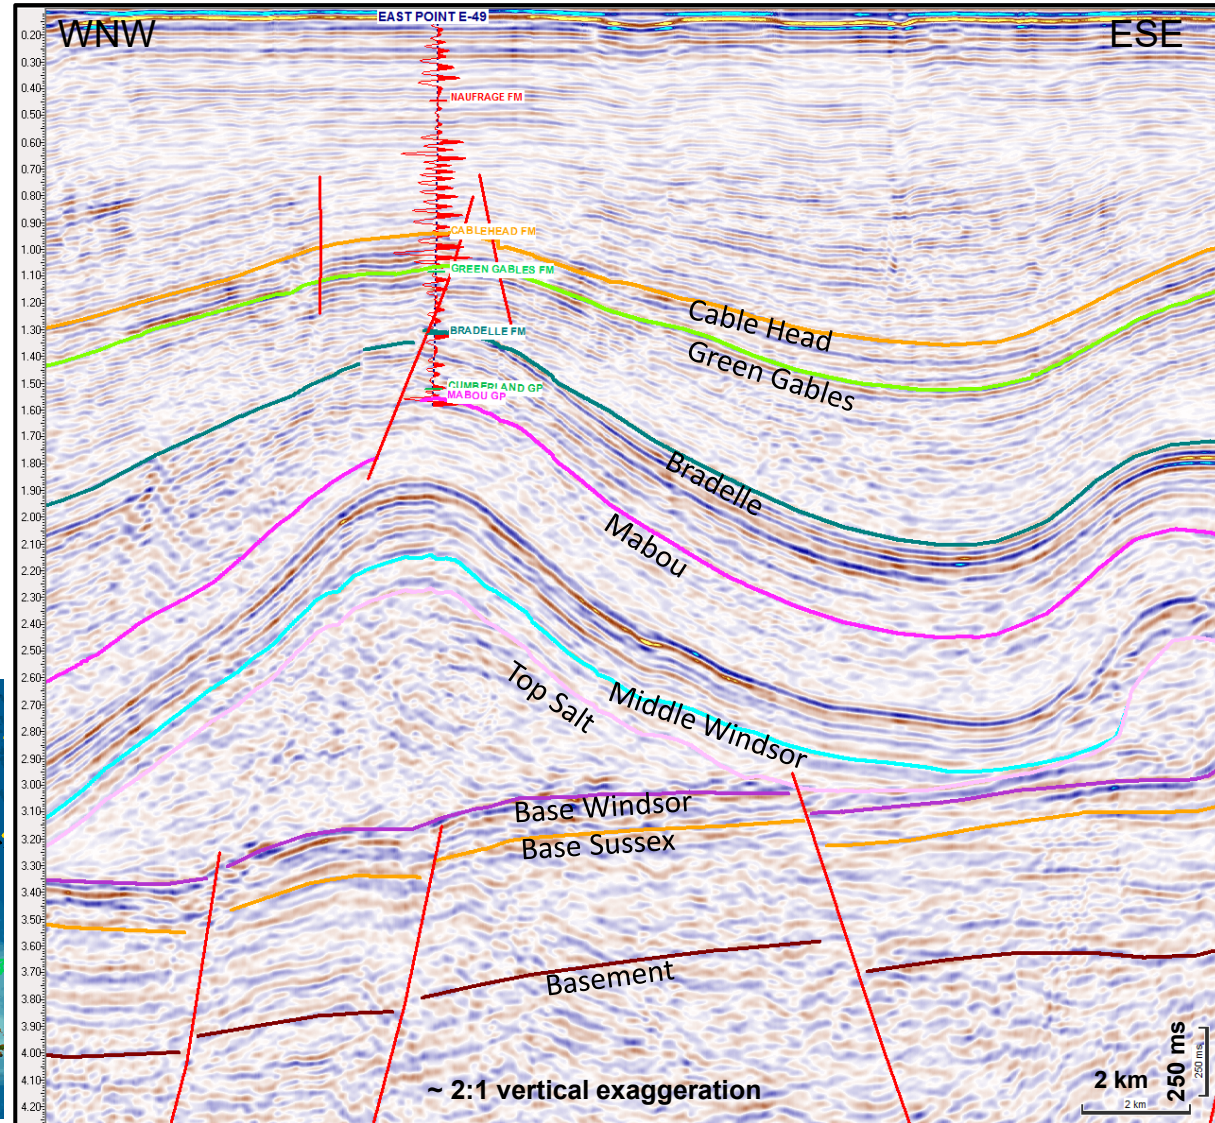 EAST POINT E-49
WNW
ESE
0.20
0.30
0.40
0.50
0.60
0.70
0.80
0.90
1.00
1.10
1.20
1.30
1.40
1.50
1.60
1.70
1.80
1.90
2.00
2.10
2.20
2.30
2.40
2.50
2.60
2.70
2.80
2.90
3.00
3.10
3.20
3.30
3.40
3.50
3.60
3.70
3.80
3.90
4.00
4.10
4.20
NAUFRAGE FM
CABLEHEAD FM
GREEN GABLES FM
BRADELLE FM
CUMBERLAND GP
MABOU GP
Cable Head
Green Gables
Bradelle
Mabou
Top Salt
Middle Windsor
Base Windsor
Base Sussex
Basement
~ 2:1 vertical exaggeration
2 km
2 km
250 ms
250 ms